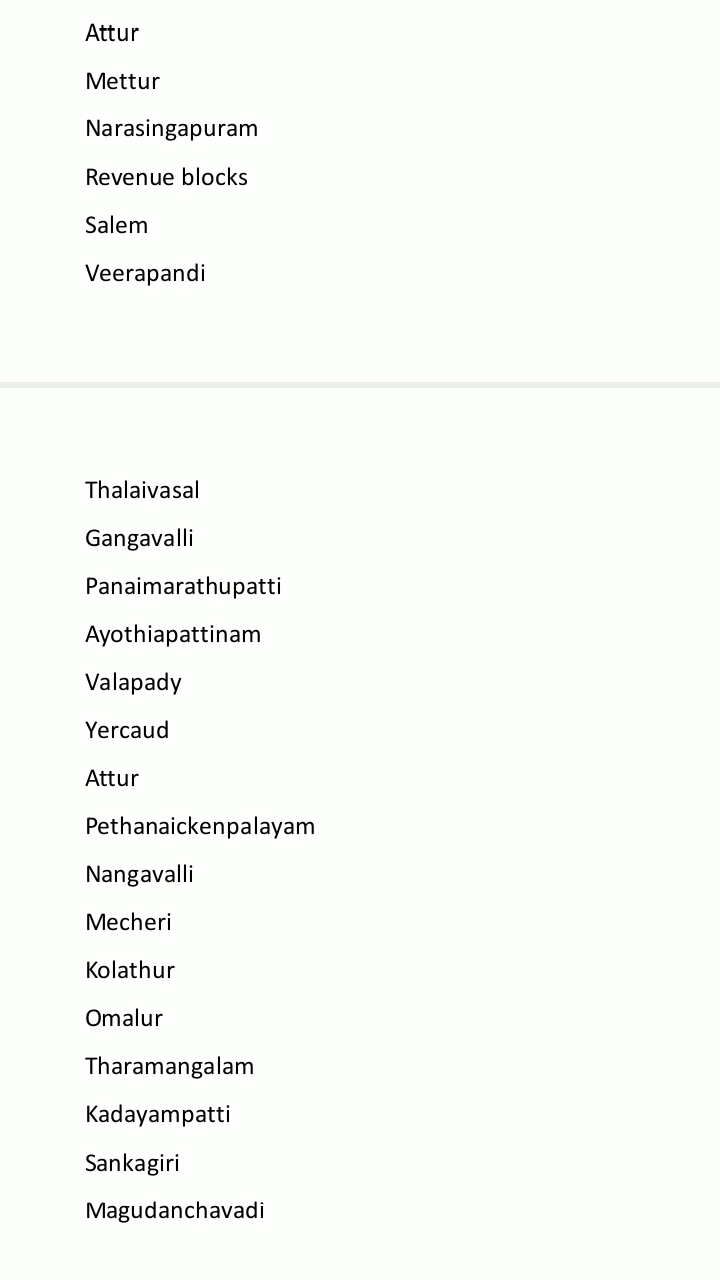 Attur
Mettur
Narasingapuram
Revenue blocks
Salem
Veerapandi
Thalaivasal
Gangavalli
Panaimarathupatti
Ayothiapattinam
Valapady
Yercaud
Attur
Pethanaickenpalayam
Nangavalli
Mecheri
Kolathur
Omalur
Tharamangalam
Kadayampatti
Sankagiri
Magudanchavadi